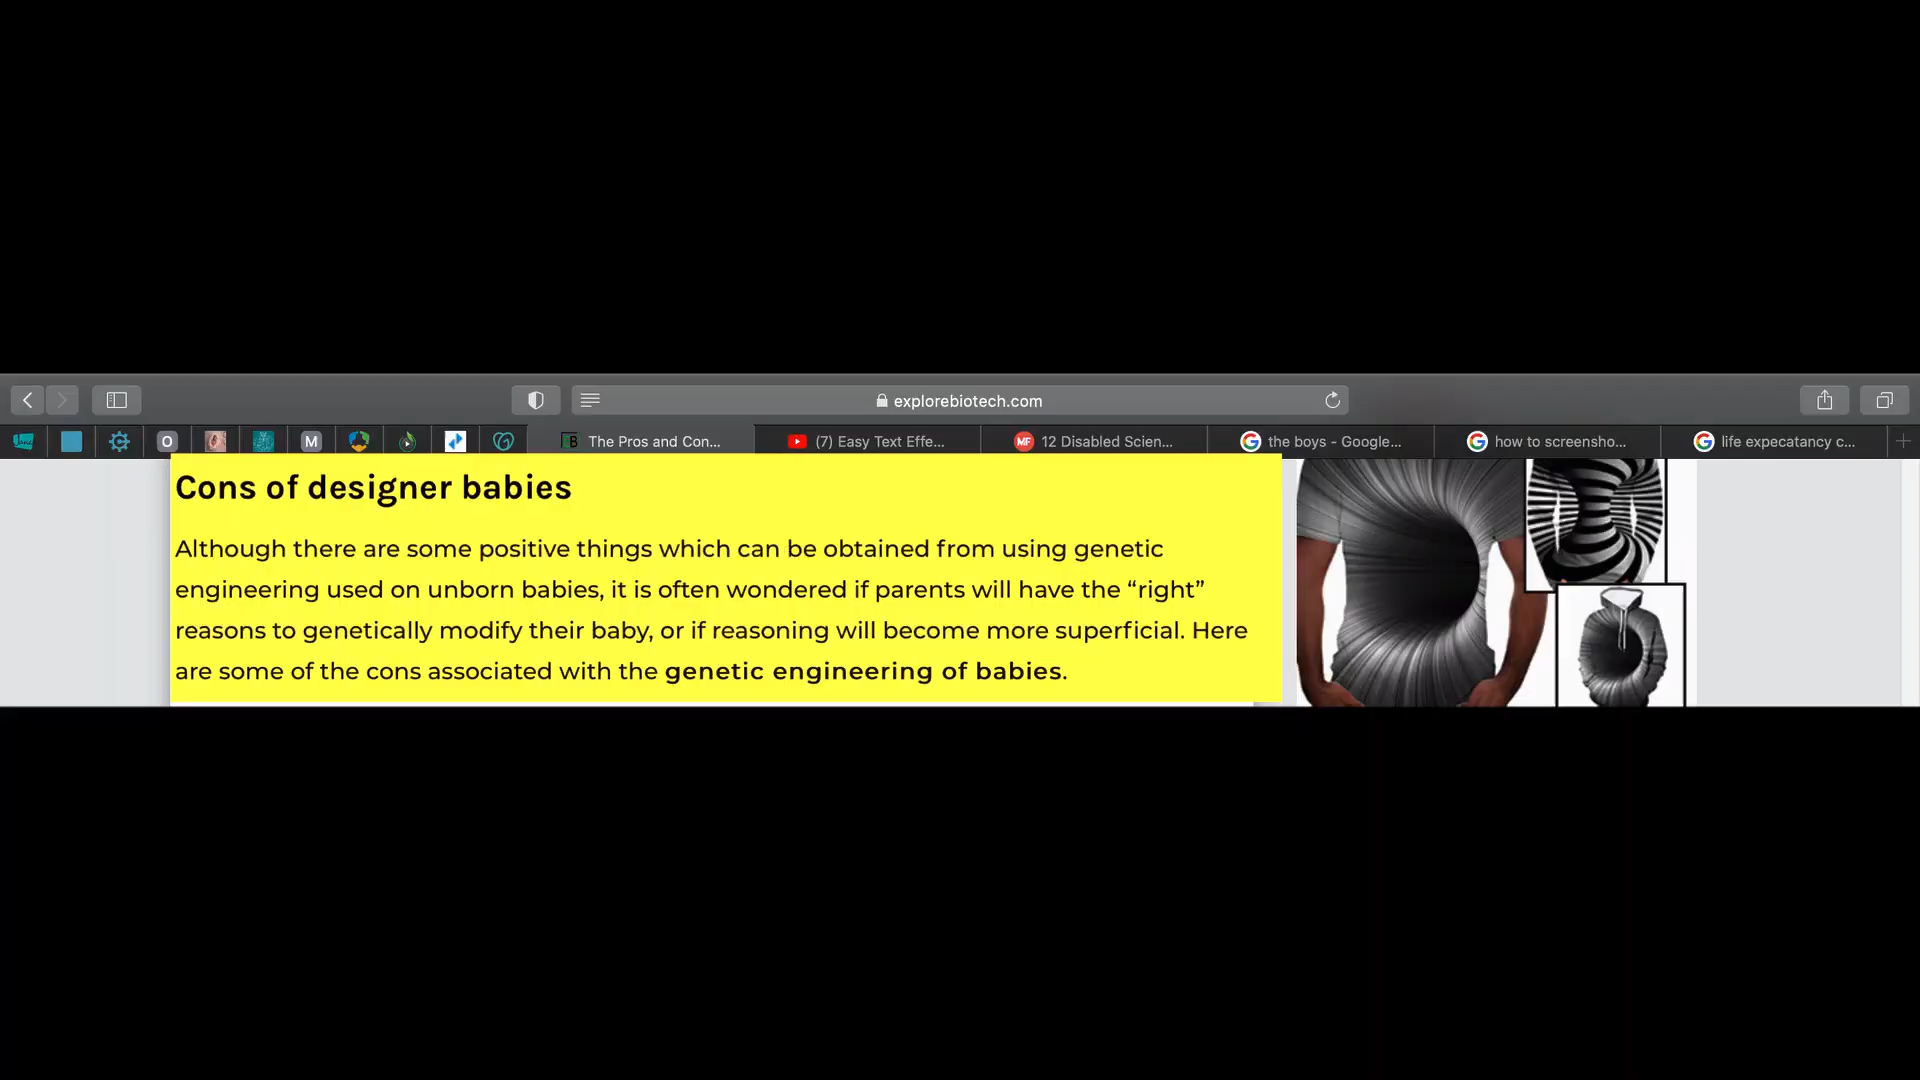 explorebiotech.com
O
M
The Pros and Con...
(7) Easy Text Effe...
MF
12 Disabled Scien...
the boys - Google...
how to screensho...
life expecatancy c...
Cons of designer babies
Although there are some positive things which can be obtained from using genetic
engineering used on unborn babies, it is often wondered if parents will have the “right”
reasons to genetically modify their baby, or if reasoning will become more superficial. Here
are some of the cons associated with the genetic engineering of babies.